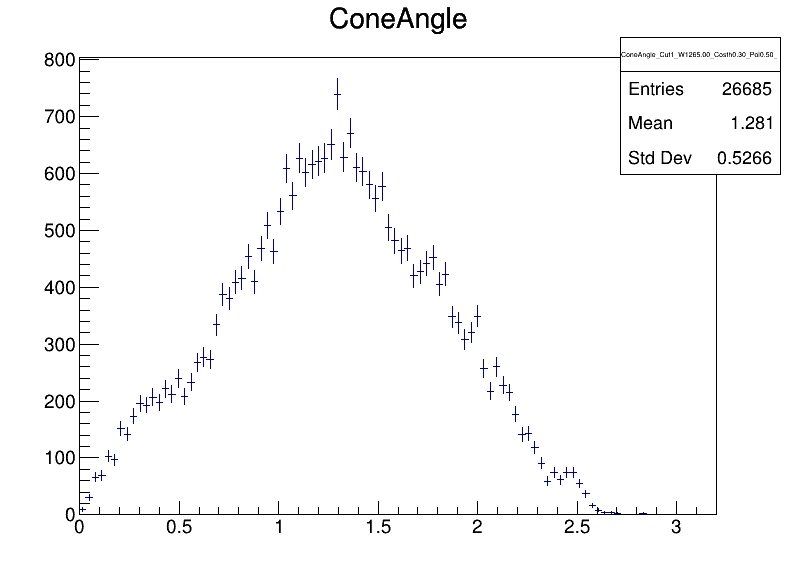 ConeAngle
ConeAngle_Cut1_W1265.00_Costh0.30_Pol0.50_
Entries 26685
Mean 1.281
Std Dev 0.5266
800
700
600
500
400
300
200
100
0
0 0.5 1 1.5 2 2.5 3